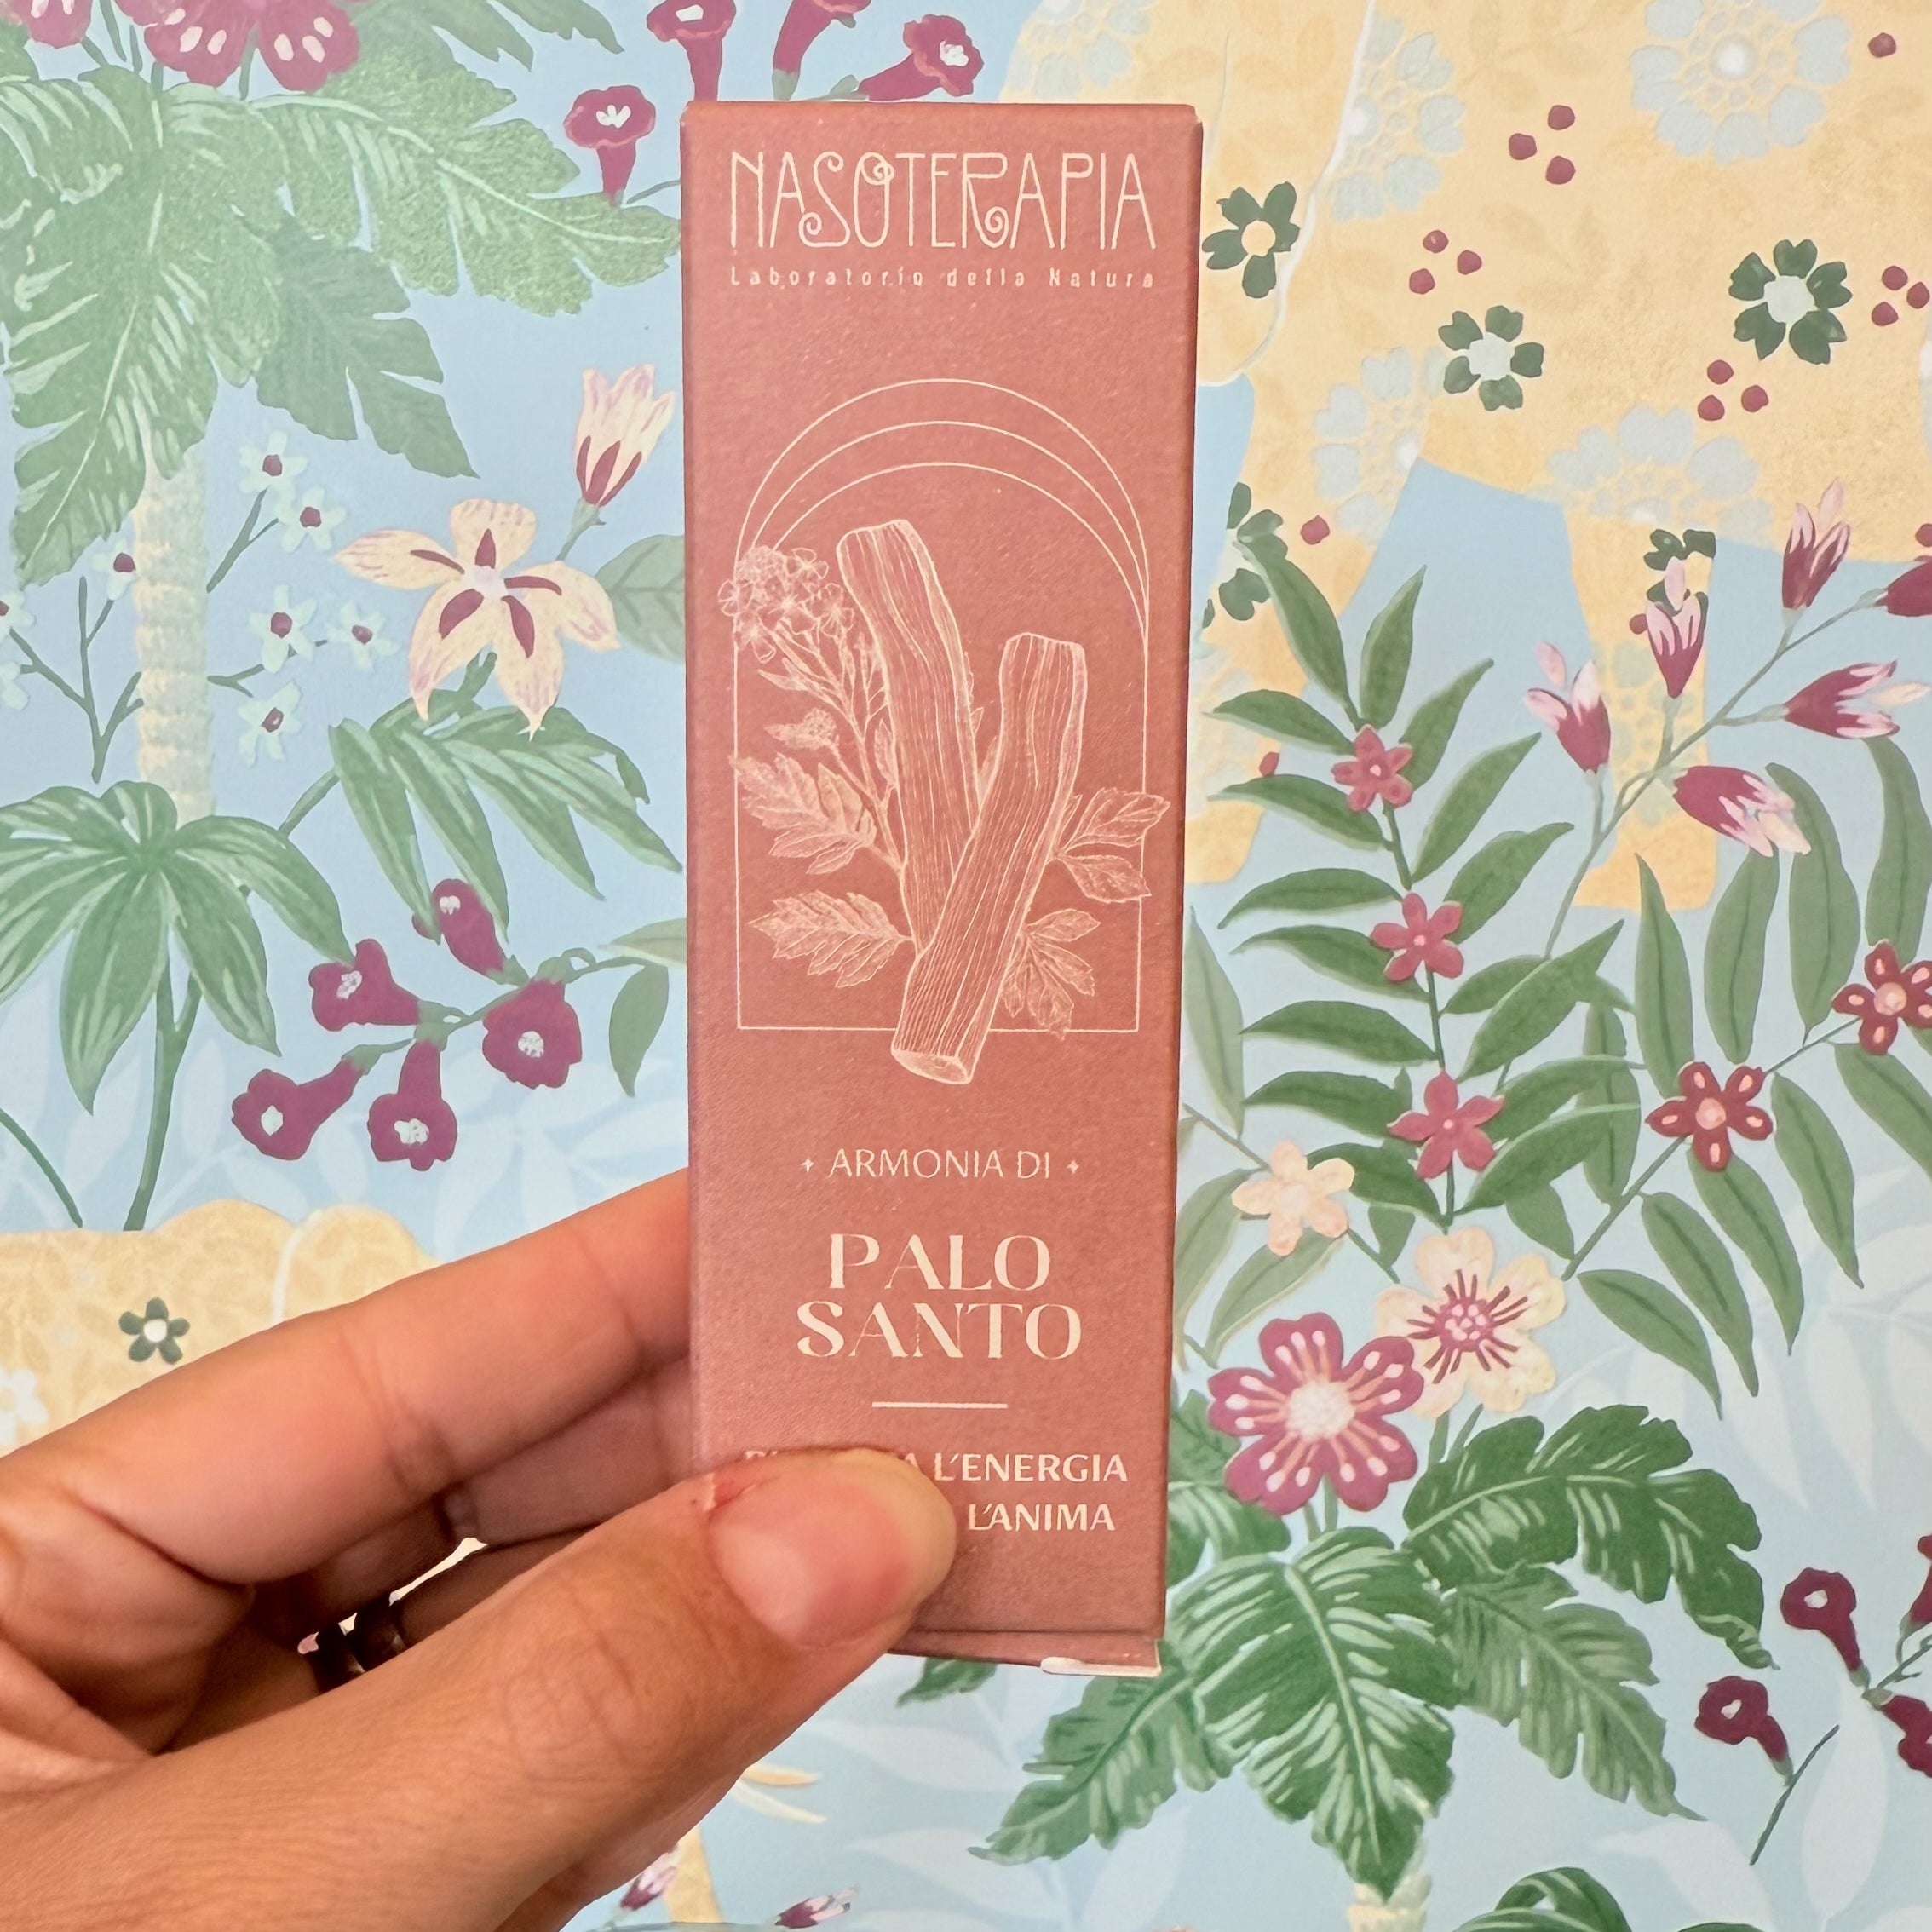 NASOTERAPIA
Laboratorio della Natura
ARMONIA DI
PALO
SANTO
L'ENERGIA
L'ANIMA